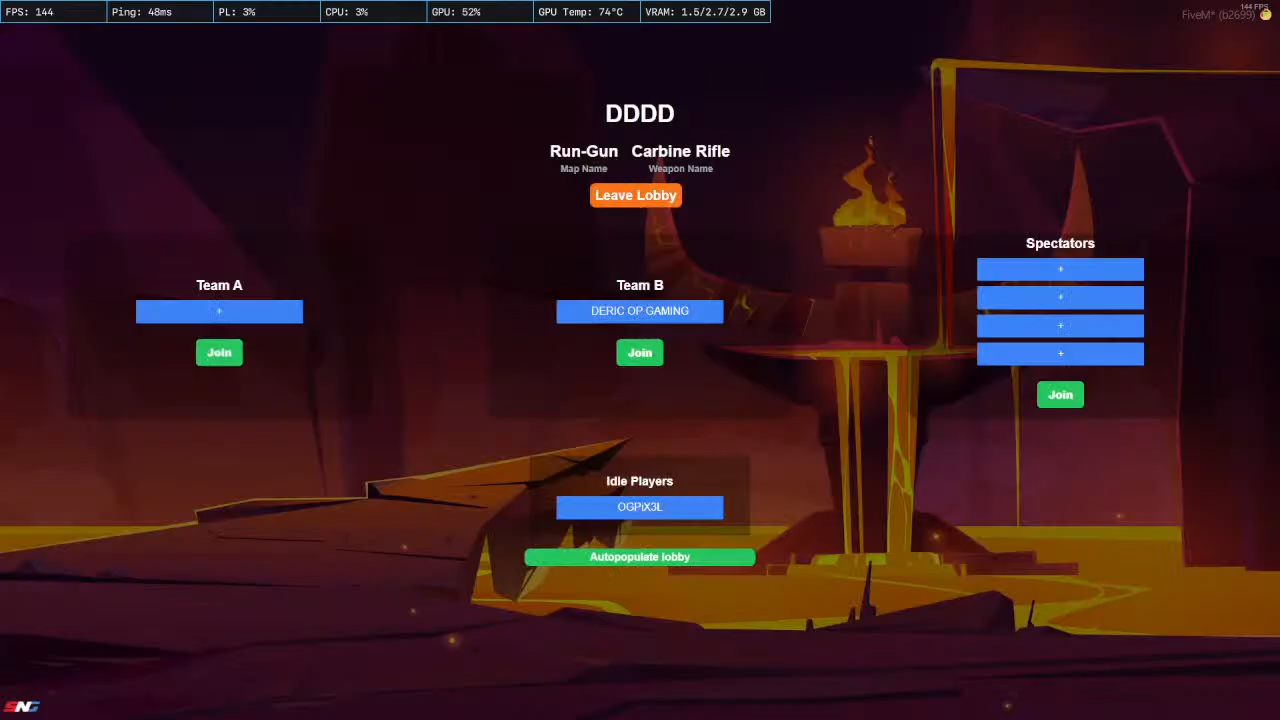 FPS: 144 Ping: 48ms PL: 3% CPU: 3% GPU: 52% GPU Temp: 74°C VRAM: 1.5/2.7/2.9 GB
144 FPS
FiveM* (b2699)
DDDD
Run-Gun Carbine Rifle
Map Name Weapon Name
Leave Lobby
Team A
+
Join
Team B
DERIC OP GAMING
Join
Spectators
+
+
+
+
Join
Idle Players
OGPiX3L
Autopopulate lobby
SNG